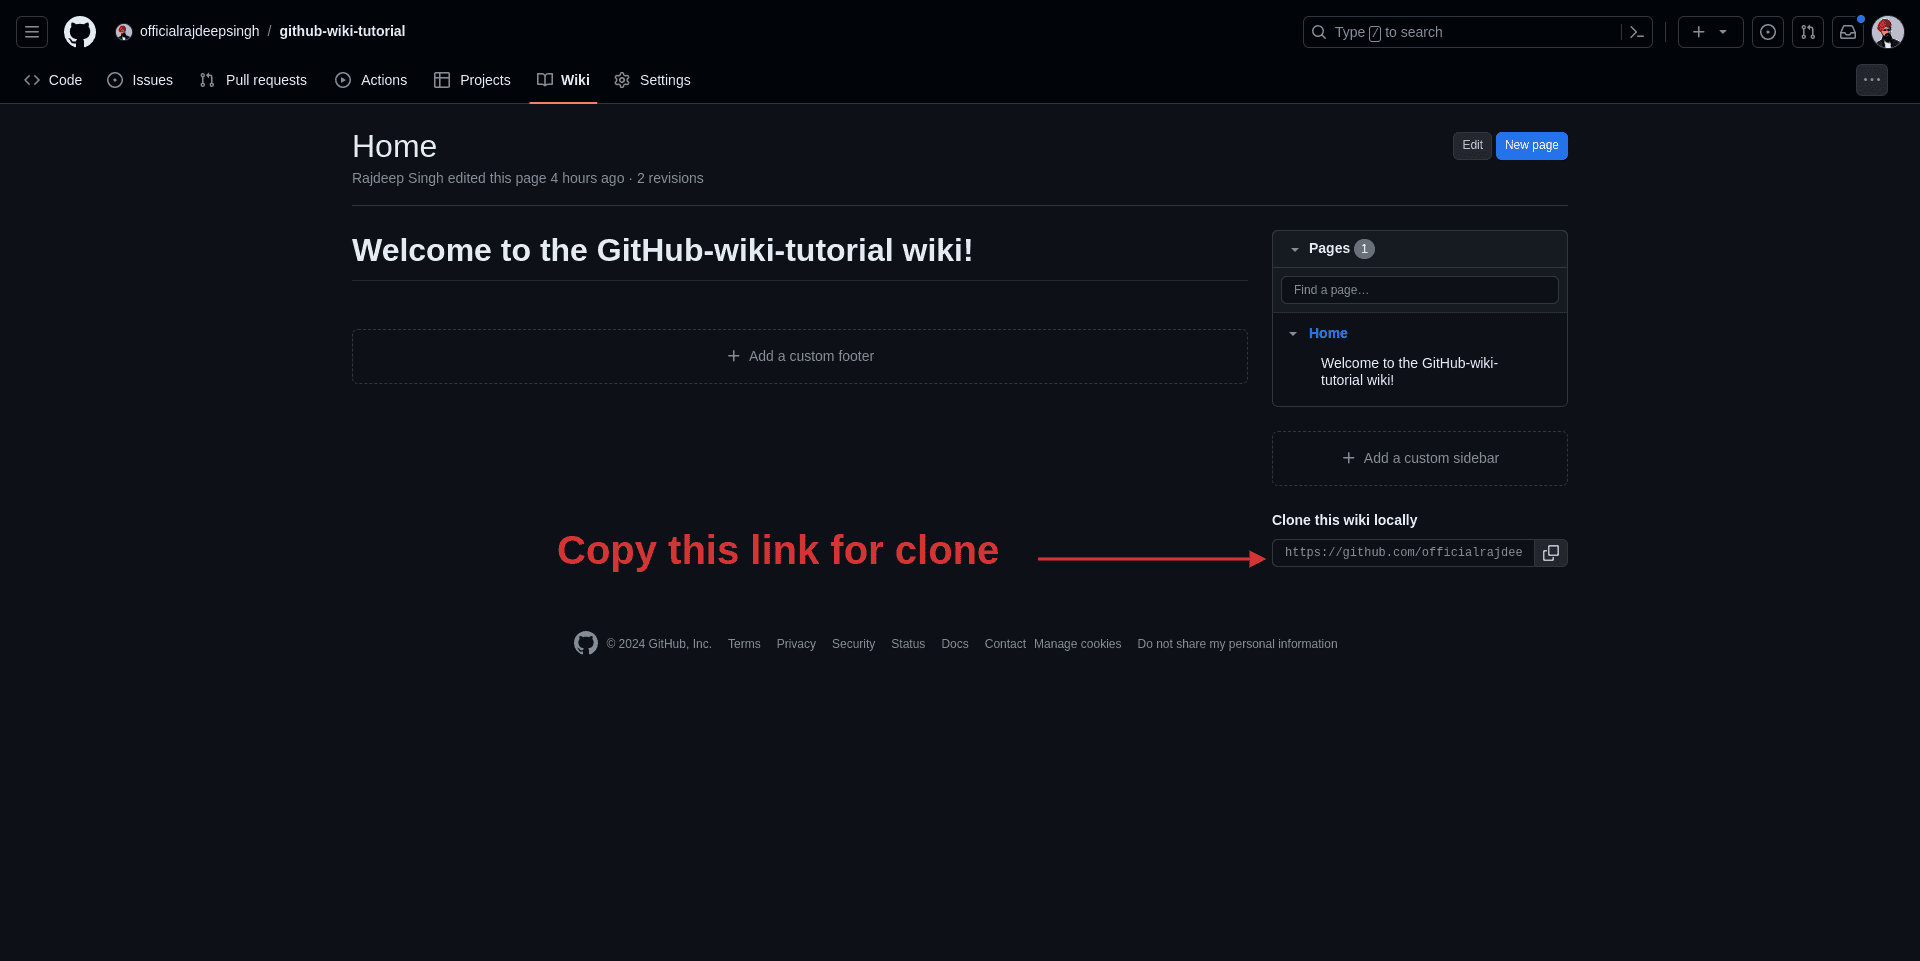 officialrajdeepsingh / github-wiki-tutorial
Type / to search
Code Issues Pull requests Actions Projects Wiki Settings
Home
Edit New page
Rajdeep Singh edited this page 4 hours ago · 2 revisions
Welcome to the GitHub-wiki-tutorial wiki!
Add a custom footer
Pages 1
Find a page…
Home
Welcome to the GitHub-wiki-
tutorial wiki!
Add a custom sidebar
Clone this wiki locally
Copy this link for clone
https://github.com/officialrajdee
© 2024 GitHub, Inc. Terms Privacy Security Status Docs Contact Manage cookies Do not share my personal information